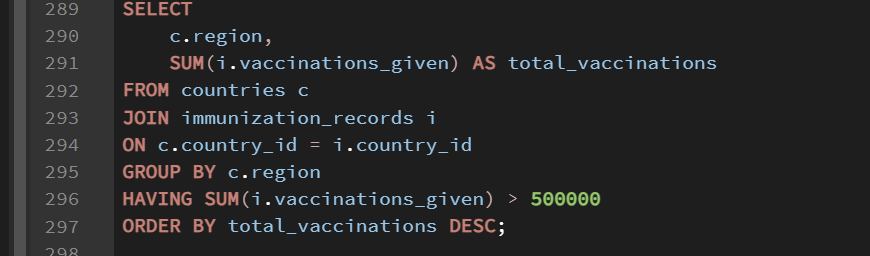 289 SELECT
290     c.region,
291     SUM(i.vaccinations_given) AS total_vaccinations
292 FROM countries c
293 JOIN immunization_records i
294 ON c.country_id = i.country_id
295 GROUP BY c.region
296 HAVING SUM(i.vaccinations_given) > 500000
297 ORDER BY total_vaccinations DESC;
298